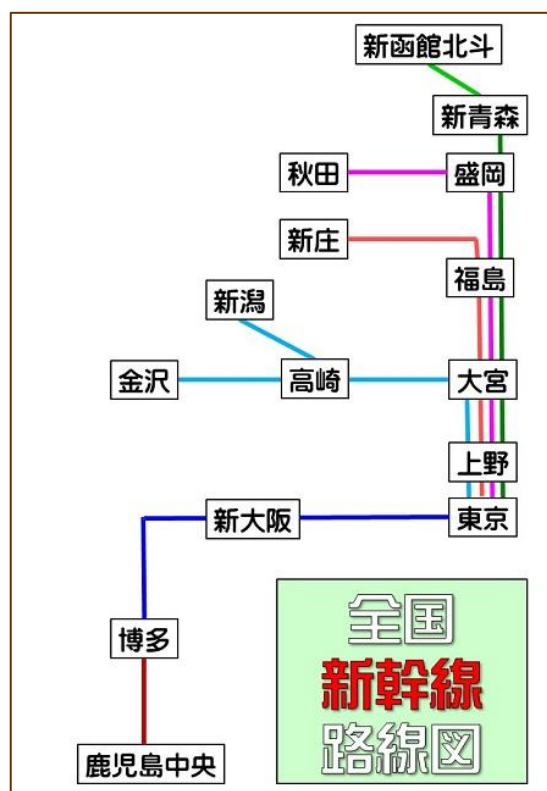 新函館北斗
新青森
秋田
盛岡
新庄
福島
新潟
金沢
高崎
大宮
上野
新大阪
東京
博多
鹿児島中央
全国
新幹線
路線図